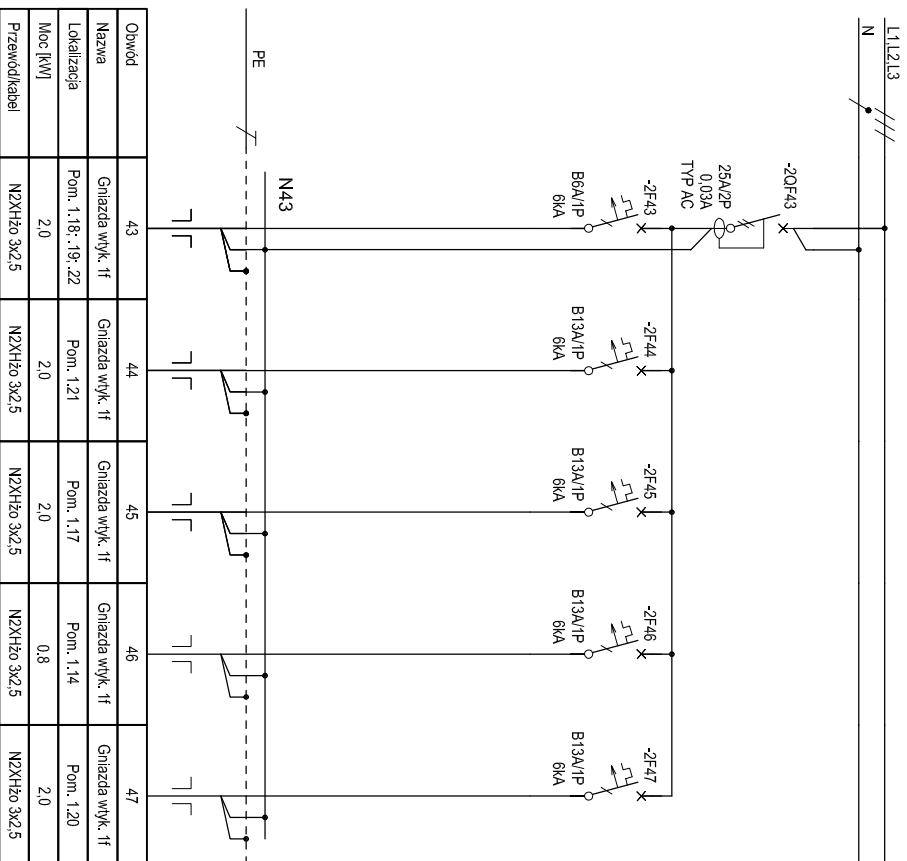 L1,L2,L3
N
-2QF43
25A/2P
0,03A
TYP AC
-2F43
B6A/1P
6kA
-2F44
B13A/1P
6kA
-2F45
B13A/1P
6kA
-2F46
B13A/1P
6kA
-2F47
B13A/1P
6kA
N43
PE
Obwód 43 44 45 46 47
Nazwa Gniazda wtyk. 1f Gniazda wtyk. 1f Gniazda wtyk. 1f Gniazda wtyk. 1f Gniazda wtyk. 1f
Lokalizacja Pom. 1.18;.19;.22 Pom. 1.21 Pom. 1.17 Pom. 1.14 Pom. 1.20
Moc [kW] 2,0 2,0 2,0 0,8 2,0
Przewód/kabel N2XHżo 3x2,5 N2XHżo 3x2,5 N2XHżo 3x2,5 N2XHżo 3x2,5 N2XHżo 3x2,5